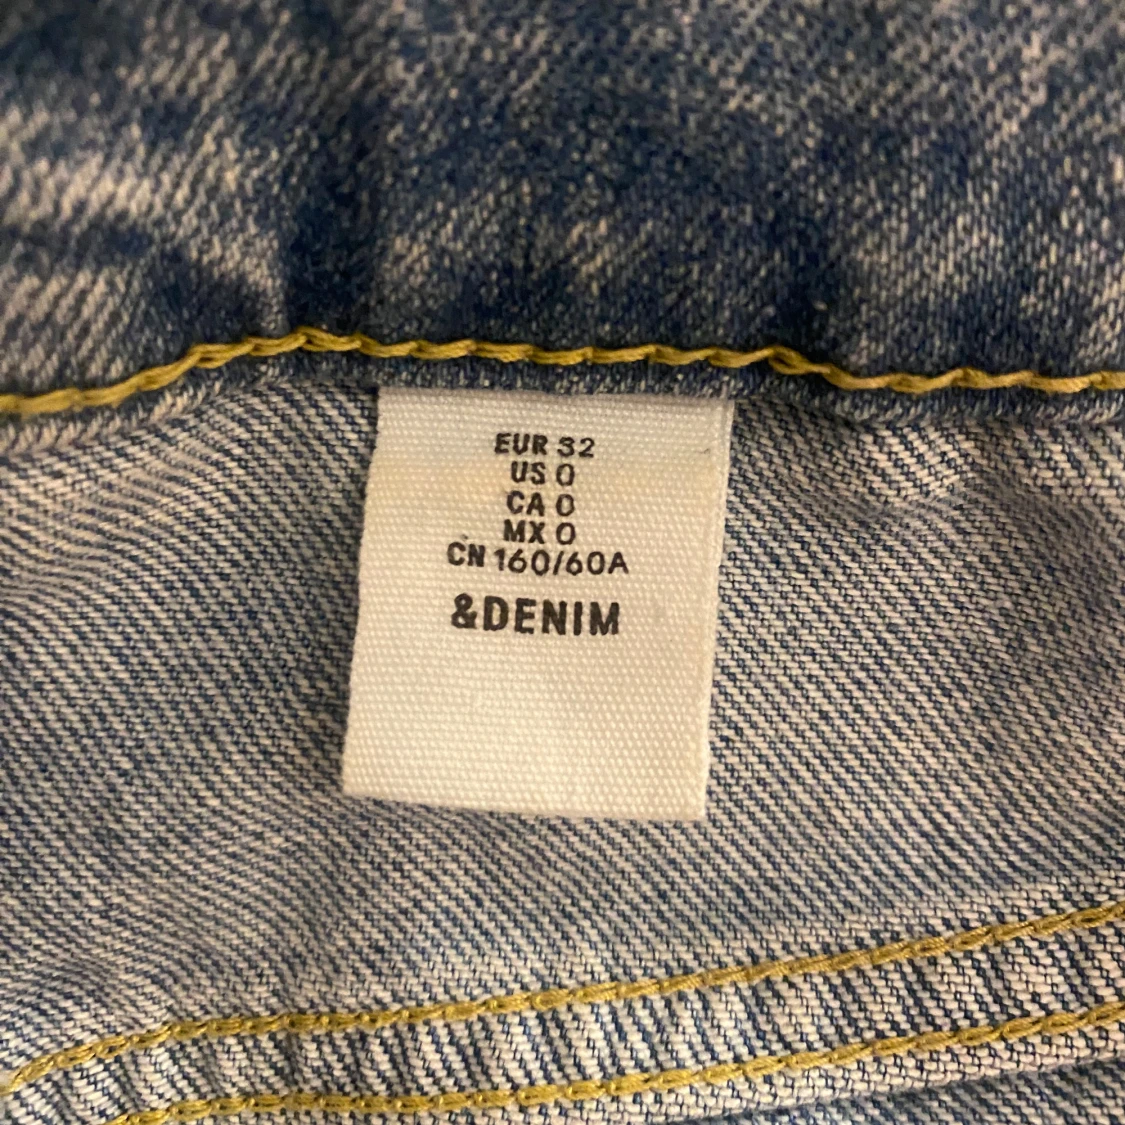 EUR 32
US 0
CA 0
MX 0
CN 160/60A
&DENIM